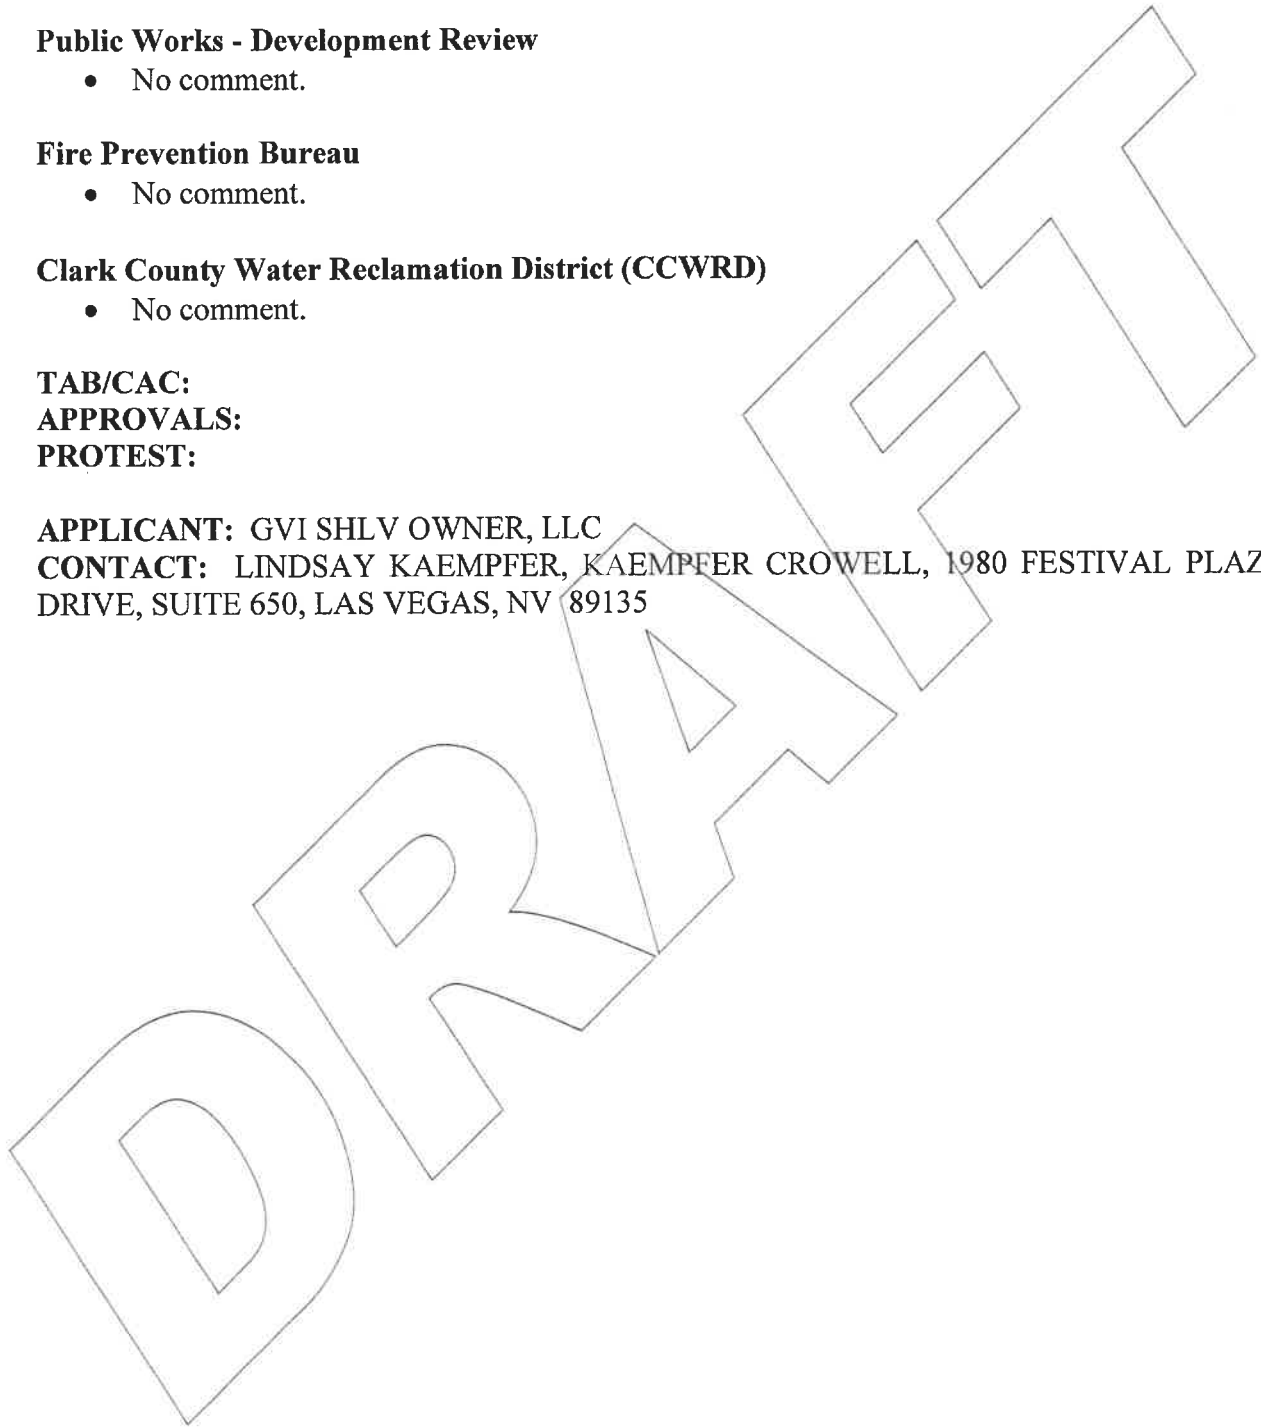 Public Works - Development Review
• No comment.
Fire Prevention Bureau
• No comment.
Clark County Water Reclamation District (CCWRD)
• No comment.
TAB/CAC:
APPROVALS:
PROTEST:
APPLICANT: GVI SHLV OWNER, LLC
CONTACT: LINDSAY KAEMPFER, KAEMPFER CROWELL, 1980 FESTIVAL PLAZ
DRIVE, SUITE 650, LAS VEGAS, NV 89135
DRAFT